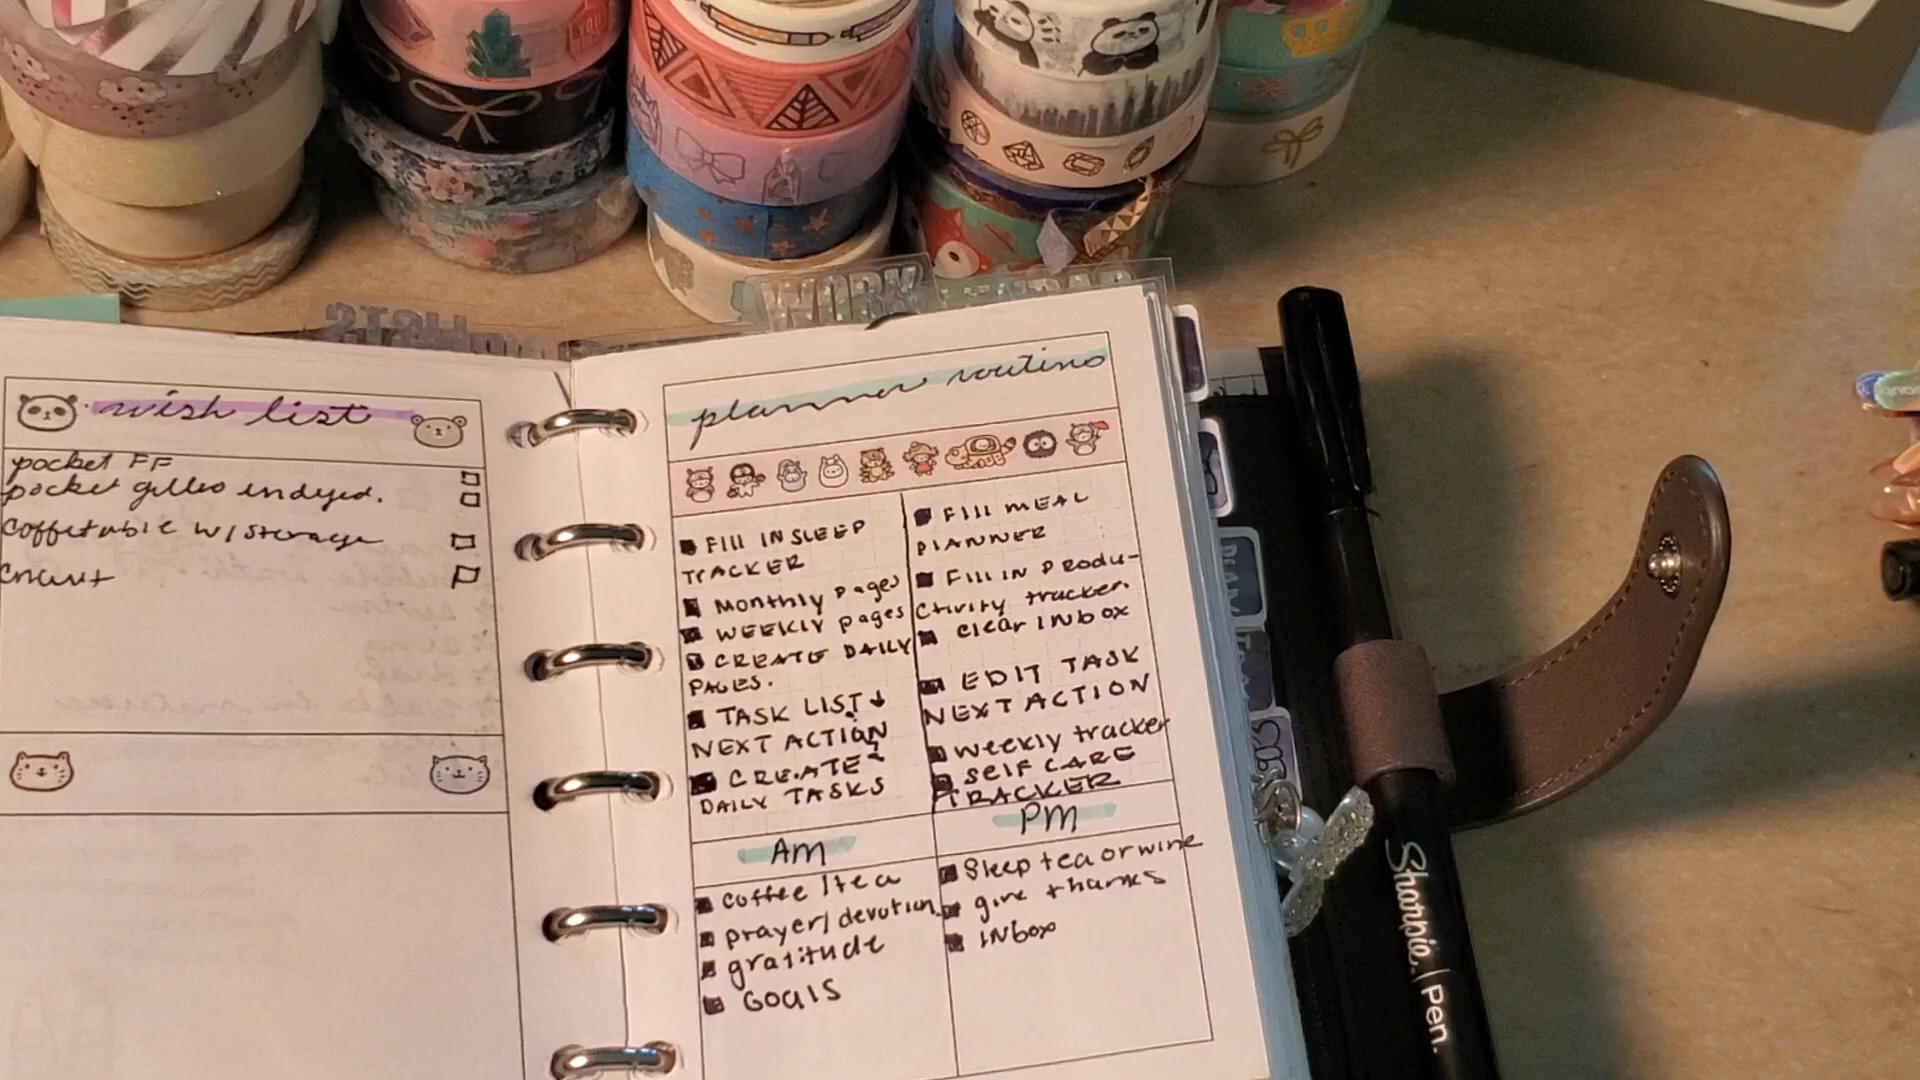 WORK
wish list
pocket FF
pocket gillio
coffetable w/storage
planner routine
FILL IN SLEEP
TRACKER
Monthly pages
WEEKLY pages
CREATE DAILY
PAGES.
TASK LIST ↓
NEXT ACTION
CREATE
DAILY TASKS
FILL MEAL
PLANNER
FILL IN PRODU-
ctivity tracker.
clear INbox
EDIT TASK
NEXT ACTION
weekly tracker
SELF CARE
TRACKER
AM
coffee / tea
prayer/devotion
gratitude
GOALS
PM
Sleep tea or wine
give thanks
INbox
Sharpie. | Pen.